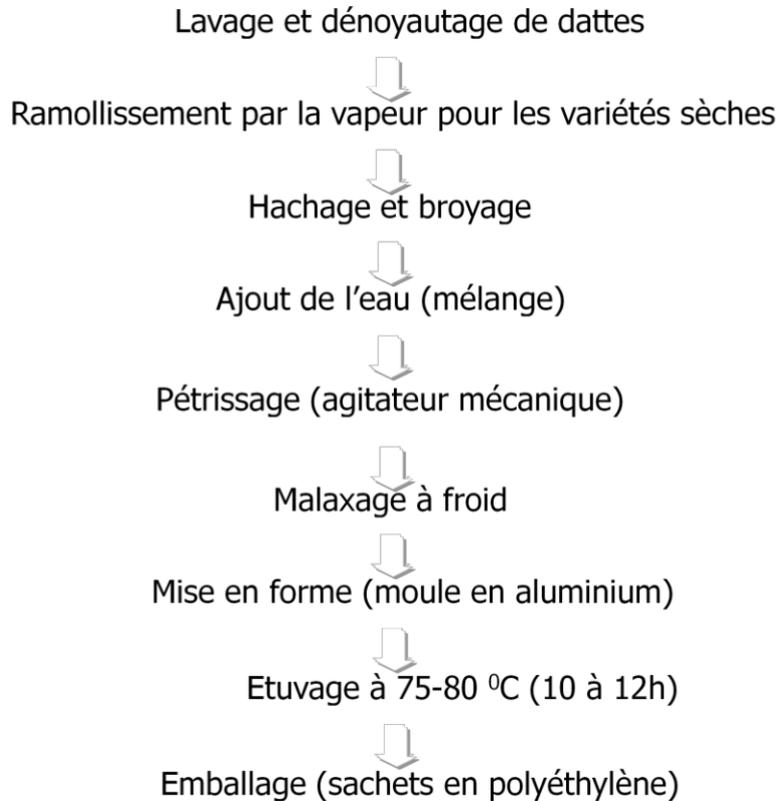 Lavage et dénoyautage de dattes
Ramollissement par la vapeur pour les variétés sèches
Hachage et broyage
Ajout de l’eau (mélange)
Pétrissage (agitateur mécanique)
Malaxage à froid
Mise en forme (moule en aluminium)
Etuvage à 75-80 ⁰C (10 à 12h)
Emballage (sachets en polyéthylène)